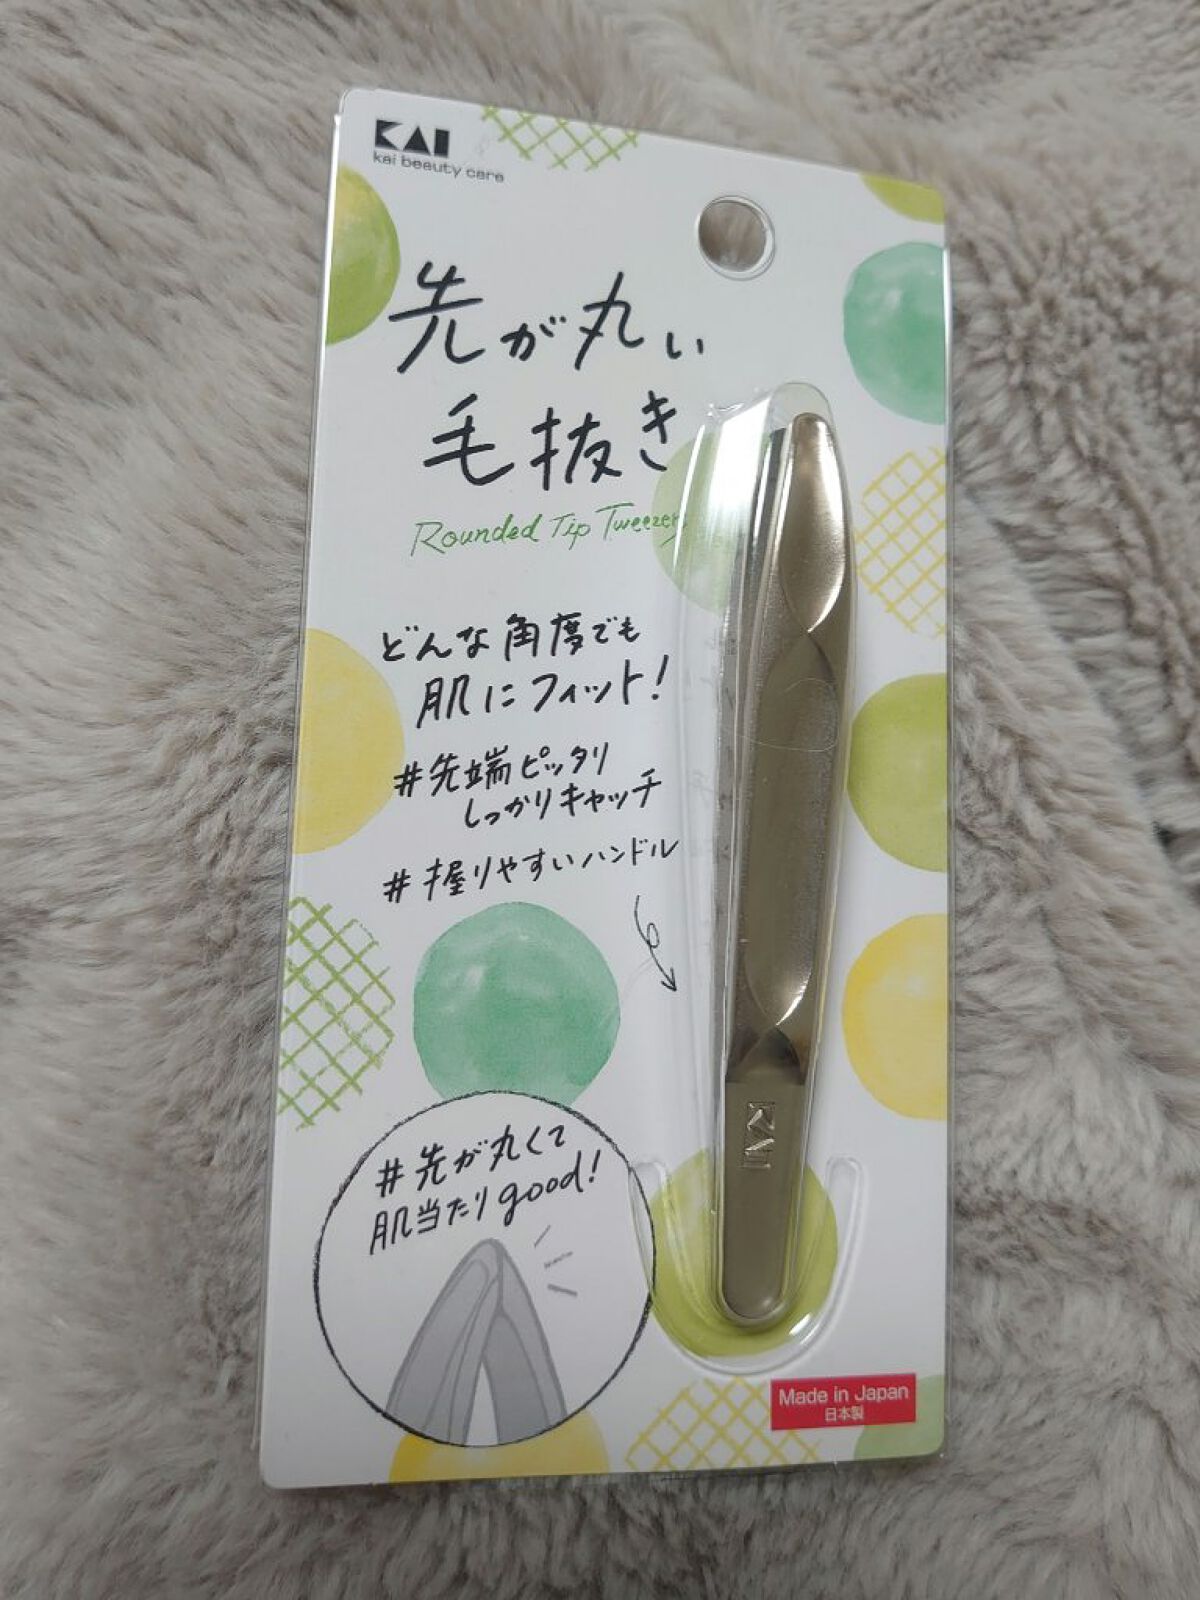 KAI
kai beauty care
先が丸い
毛抜き
Rounded Tip Tweezers
どんな角度でも
肌にフィット!
#先端ピッタリ
しっかりキャッチ
#握りやすいハンドル
#先が丸くて
肌当たりgood!
KAI
Made in Japan
日本製